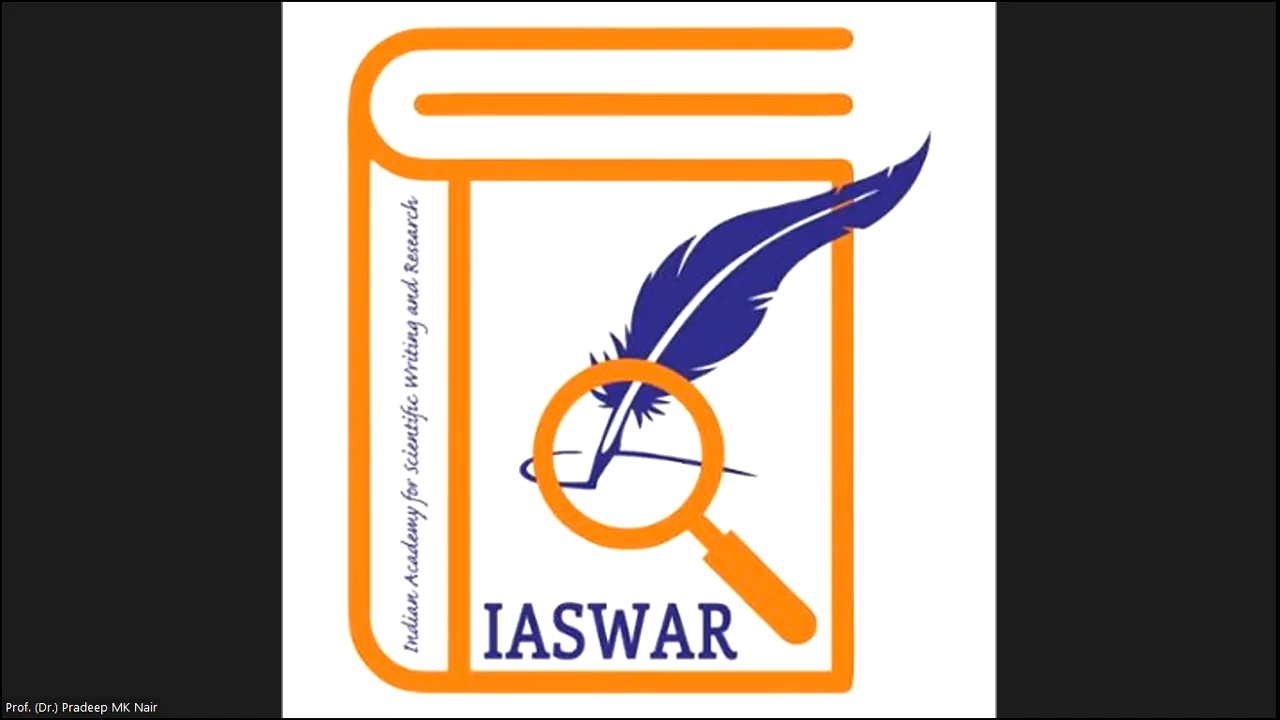 Indian Academy for Scientific Writing and Research
IASWAR
Prof. (Dr.) Pradeep MK Nair